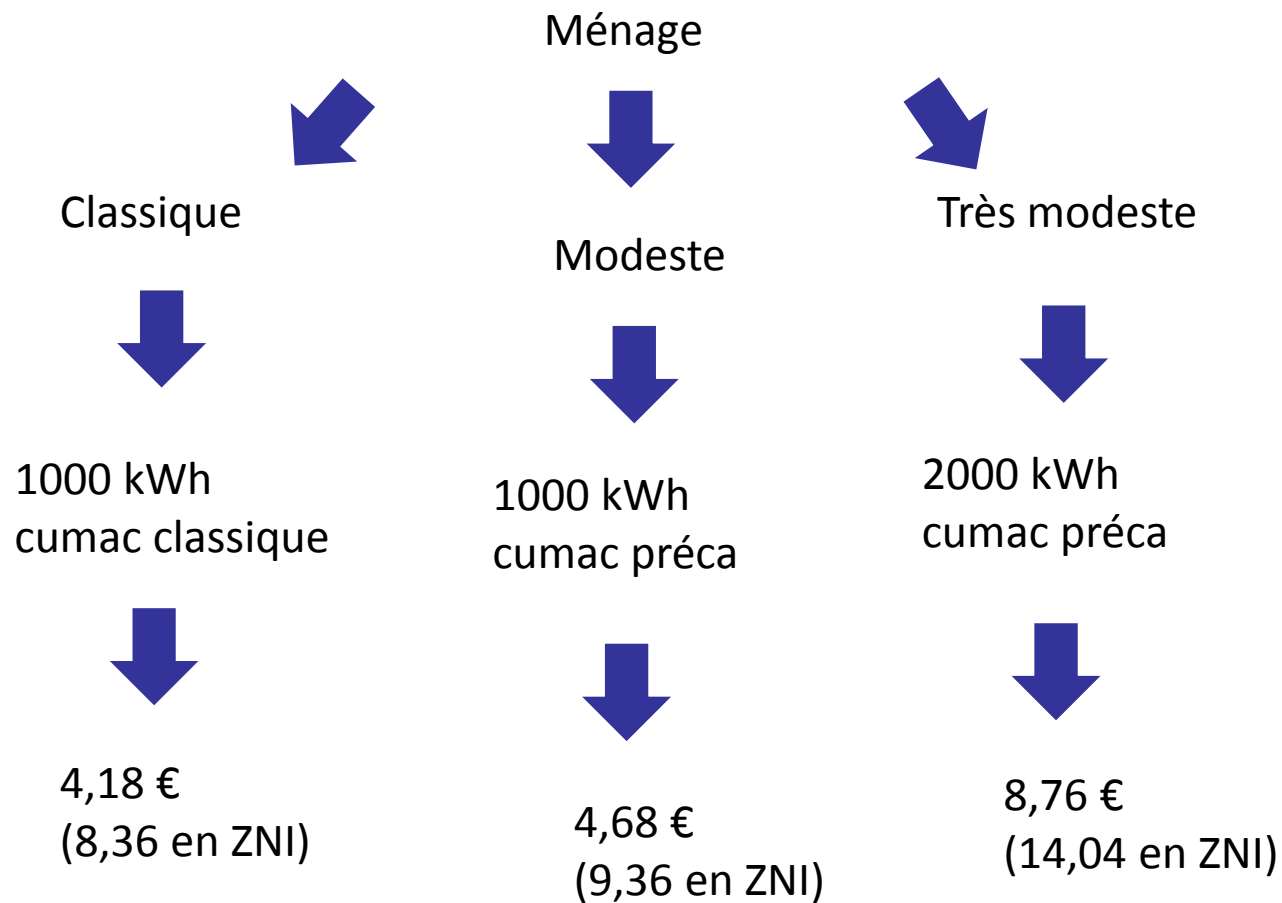 Ménage
Classique
Modeste
Très modeste
1000 kWh
cumac classique
1000 kWh
cumac préca
2000 kWh
cumac préca
4,18 €
(8,36 en ZNI)
4,68 €
(9,36 en ZNI)
8,76 €
(14,04 en ZNI)